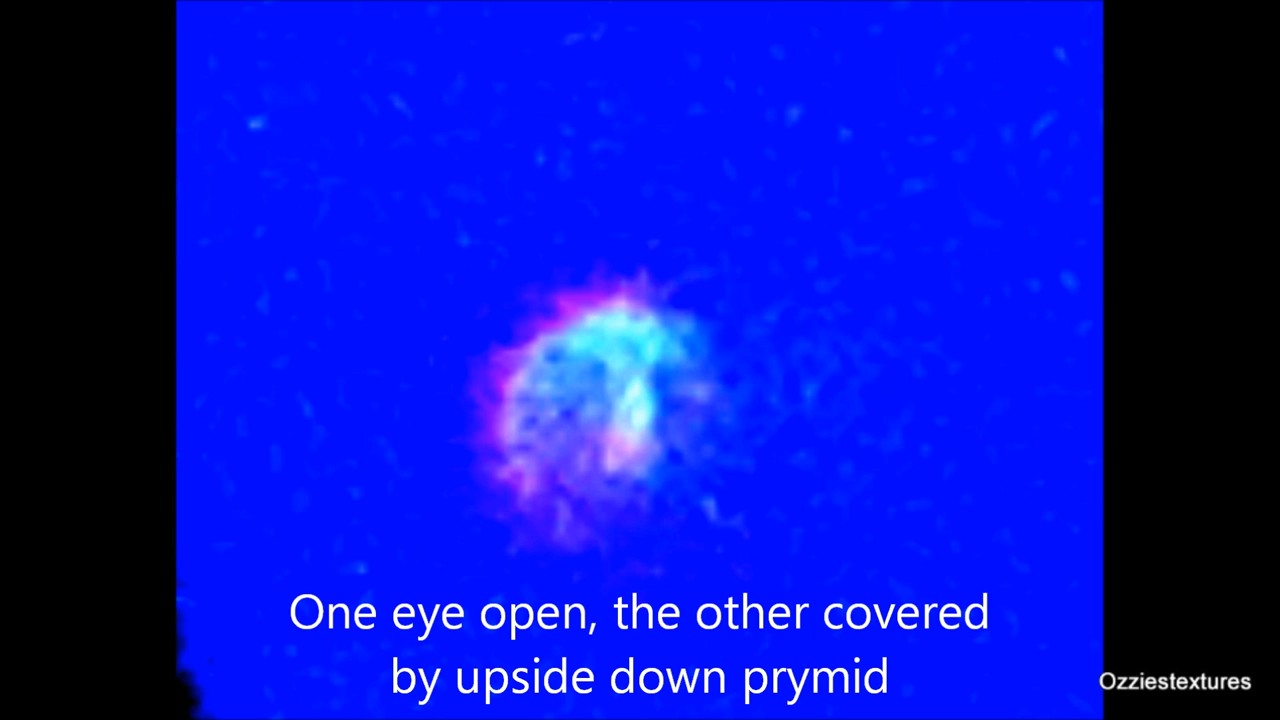 One eye open, the other covered
by upside down prymid
Ozziestextures